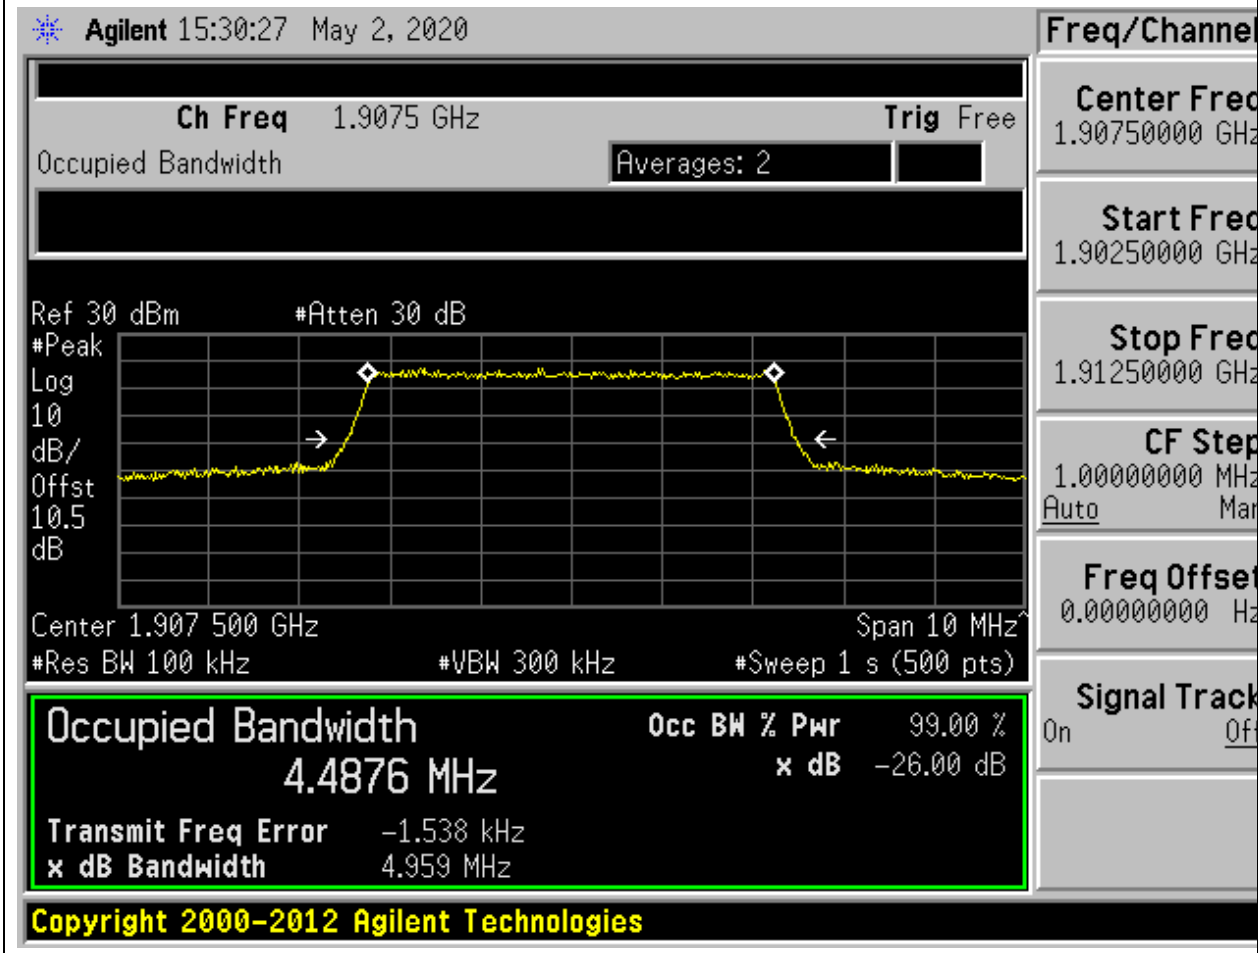 Agilent 15:30:27 May 2, 2020
Freq/Channel
Ch Freq 1.9075 GHz Trig Free
Occupied Bandwidth Averages: 2
Center Freq
1.90750000 GHz
Start Freq
1.90250000 GHz
Stop Freq
1.91250000 GHz
CF Step
1.00000000 MHz
Auto Man
Freq Offset
0.00000000 Hz
Signal Track
On Off
Ref 30 dBm #Atten 30 dB
#Peak
Log
10
dB/
Offst
10.5
dB
Center 1.907 500 GHz Span 10 MHz^
#Res BW 100 kHz #VBW 300 kHz #Sweep 1 s (500 pts)
Occupied Bandwidth
4.4876 MHz
Occ BW % Pwr 99.00 %
x dB -26.00 dB
Transmit Freq Error -1.538 kHz
x dB Bandwidth 4.959 MHz
Copyright 2000-2012 Agilent Technologies